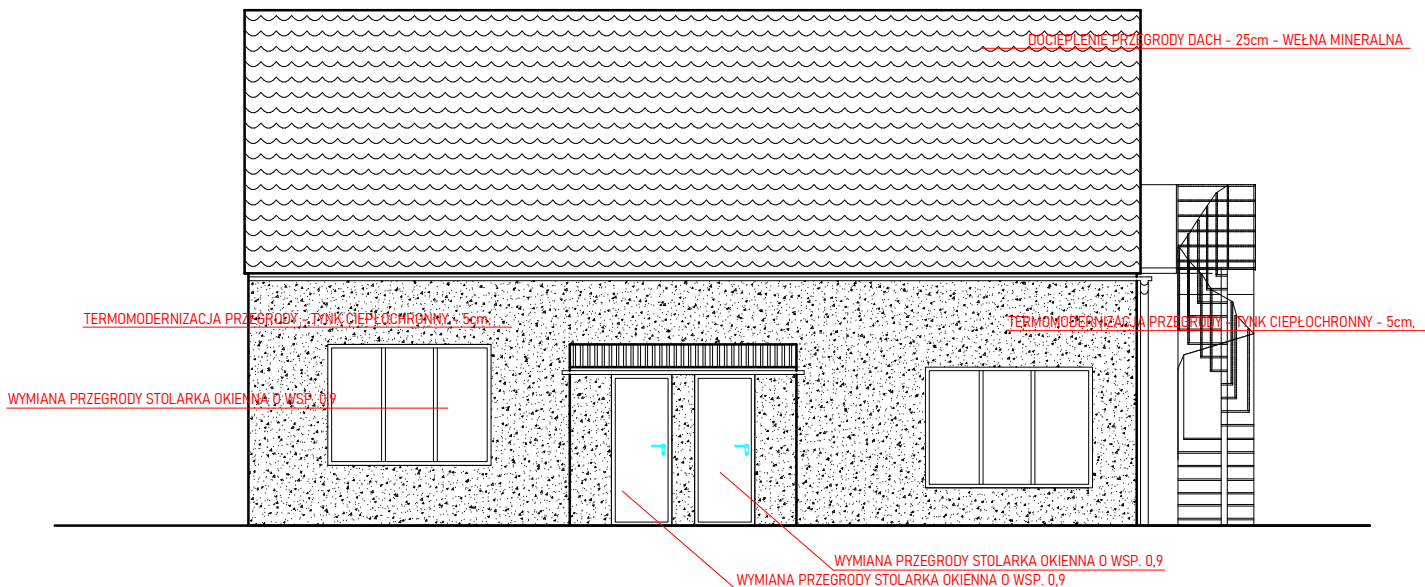 DOCIEPLENIE PRZEGRODY DACH - 25cm - WEŁNA MINERALNA
TERMOMODERNIZACJA PRZEGRODY - TYNK CIEPŁOCHRONNY - 5cm,
TERMOMODERNIZACJA PRZEGRODY - TYNK CIEPŁOCHRONNY - 5cm,
WYMIANA PRZEGRODY STOLARKA OKIENNA O WSP. 0,9
WYMIANA PRZEGRODY STOLARKA OKIENNA O WSP. 0,9
WYMIANA PRZEGRODY STOLARKA OKIENNA O WSP. 0,9